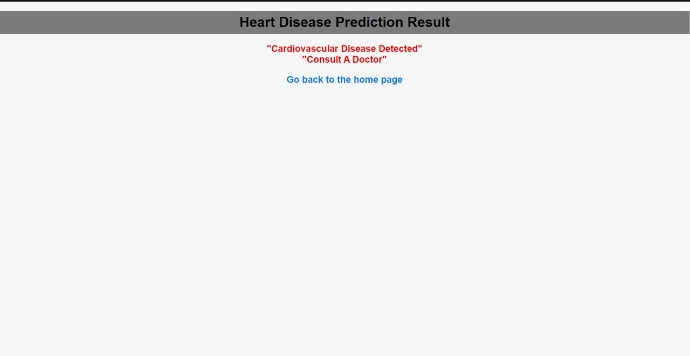 Heart Disease Prediction Result
"Cardiovascular Disease Detected"
"Consult A Doctor"
Go back to the home page